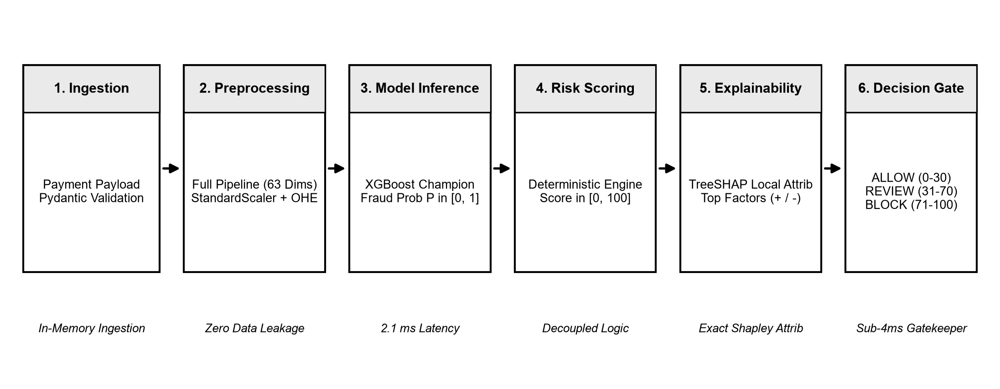 1. Ingestion
Payment Payload
Pydantic Validation
In-Memory Ingestion
2. Preprocessing
Full Pipeline (63 Dims)
StandardScaler + OHE
Zero Data Leakage
3. Model Inference
XGBoost Champion
Fraud Prob P in [0, 1]
2.1 ms Latency
4. Risk Scoring
Deterministic Engine
Score in [0, 100]
Decoupled Logic
5. Explainability
TreeSHAP Local Attrib
Top Factors (+ / -)
Exact Shapley Attrib
6. Decision Gate
ALLOW (0-30)
REVIEW (31-70)
BLOCK (71-100)
Sub-4ms Gatekeeper